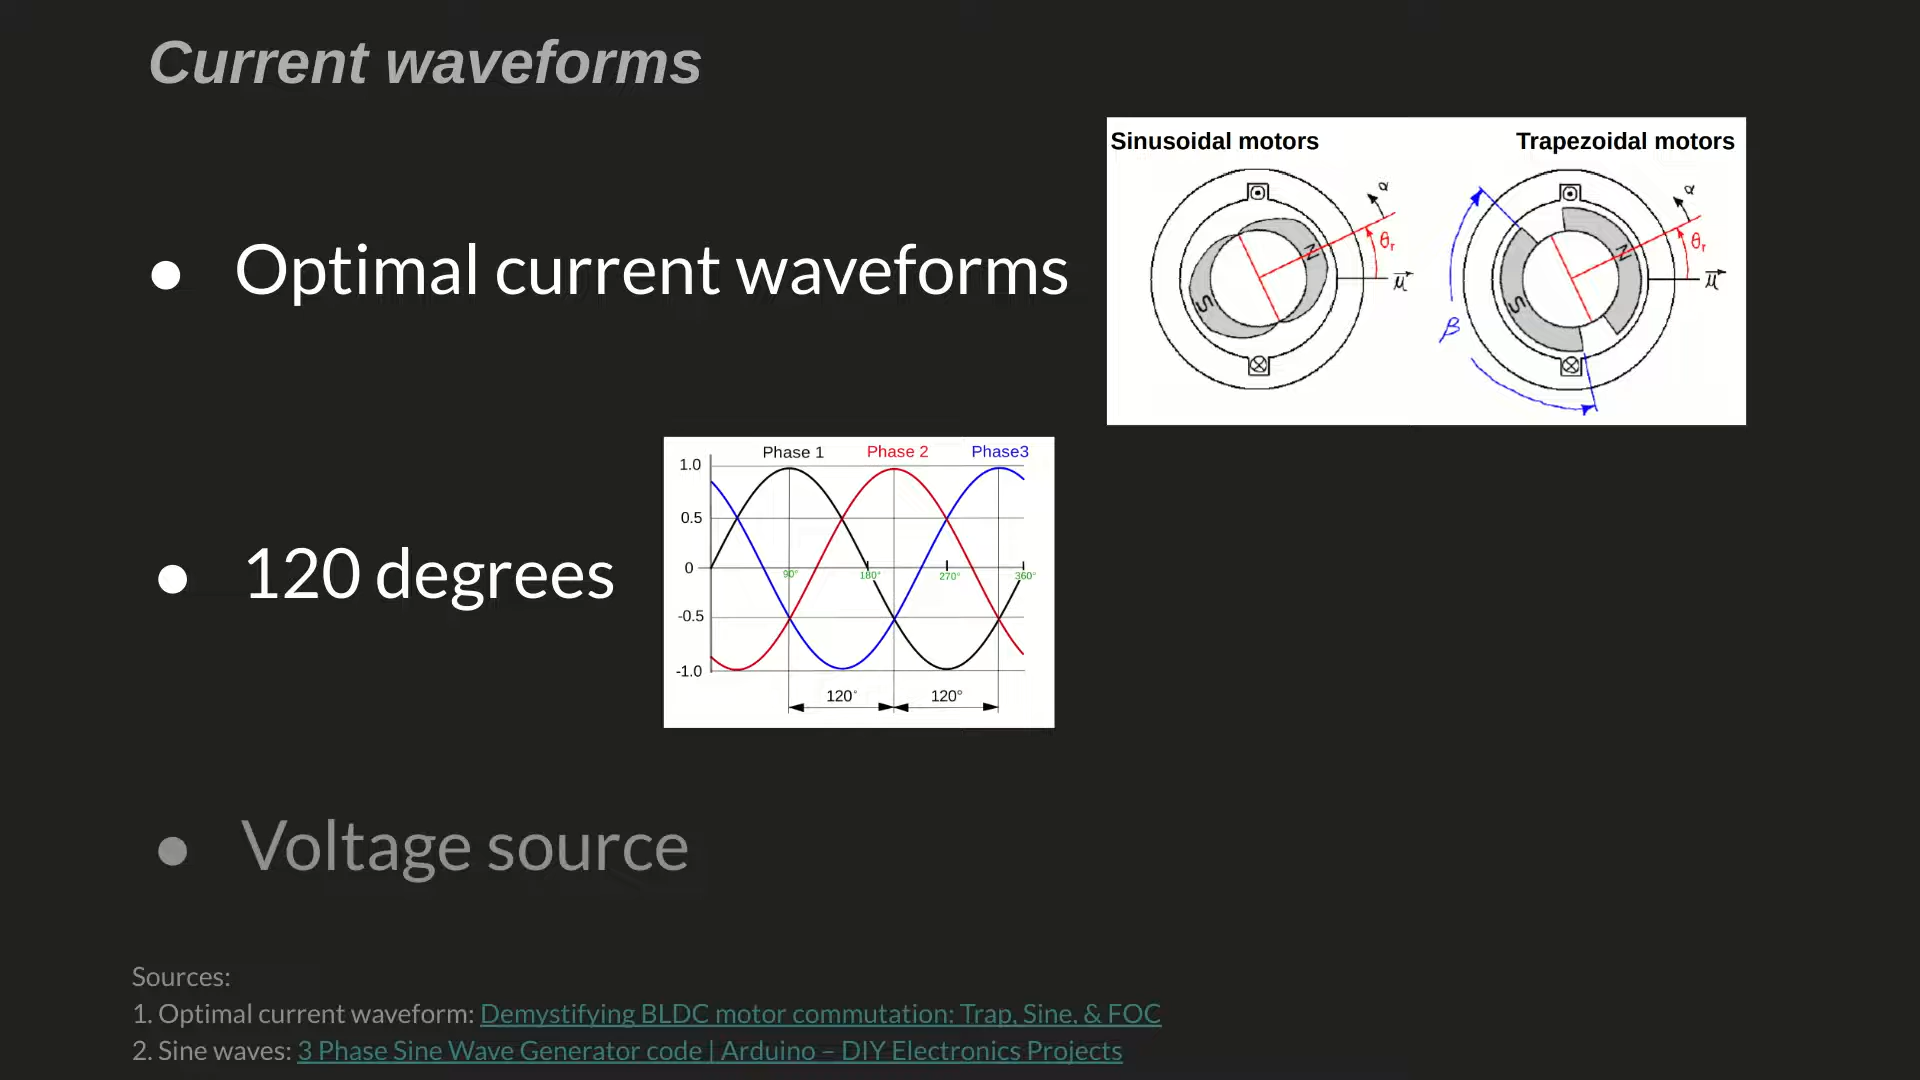 Current waveforms
Sinusoidal motors Trapezoidal motors
α α
N θr μ N θr μ
S S
β
● Optimal current waveforms
Phase 1 Phase 2 Phase3
1.0
0.5
0 90° 180° 270° 360°
-0.5
-1.0
120° 120°
● 120 degrees
● Voltage source
Sources:
1. Optimal current waveform: Demystifying BLDC motor commutation: Trap, Sine, & FOC
2. Sine waves: 3 Phase Sine Wave Generator code | Arduino – DIY Electronics Projects